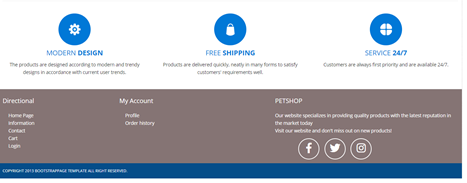 MODERN DESIGN
The products are designed according to modern and trendy
designs in accordance with current user trends.
FREE SHIPPING
Products are delivered quickly, neatly in many forms to satisfy
customers' requirements well.
SERVICE 24/7
Customers are always first priority and are available 24/7.
Directional
Home Page
Information
Contact
Cart
Login
My Account
Profile
Order history
PETSHOP
Our website specializes in providing quality products with the latest reputation in
the market today
Visit our website and don't miss out on new products!
COPYRIGHT 2013 BOOTSTRAPPAGE TEMPLATE ALL RIGHT RESERVED.